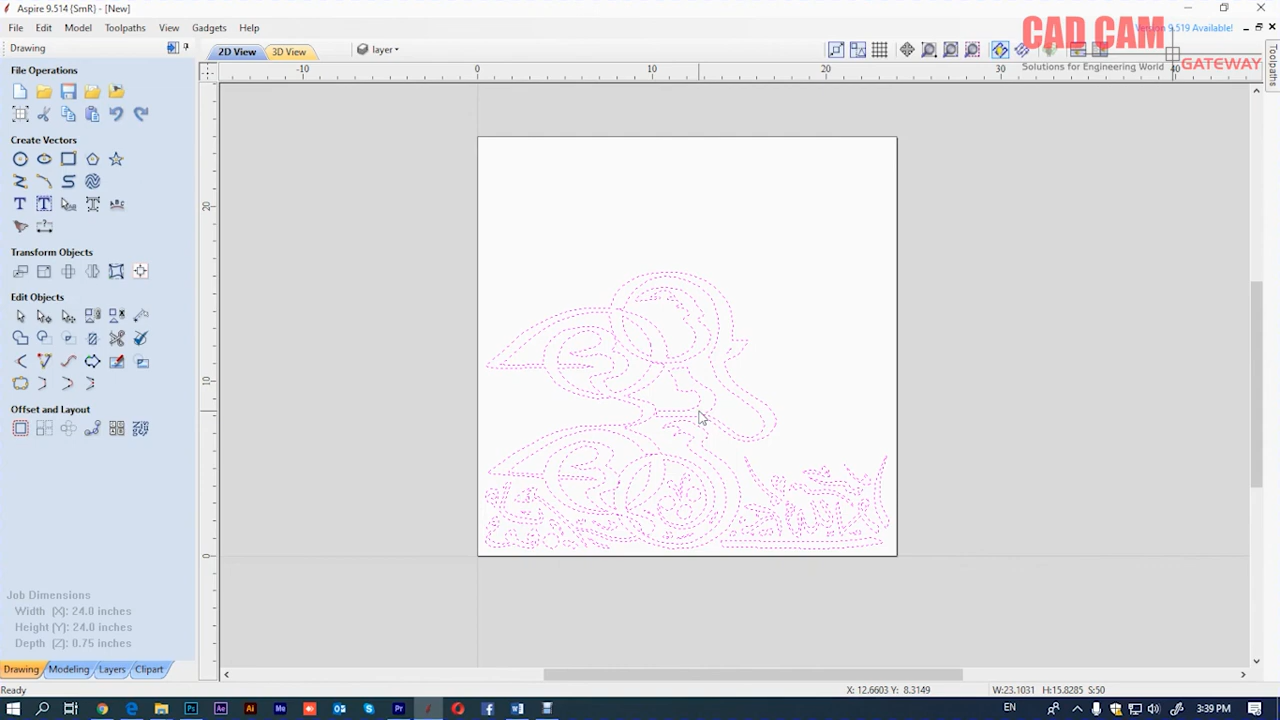 Aspire 9.514 {SmR} - [New]
File Edit Model Toolpaths View Gadgets Help
CAD CAM
Version 9.519 Available!
Solutions for Engineering World
GATEWAY
Drawing
2D View 3D View layer
File Operations
-10 0 10 20 40
Toolpaths
Create Vectors
20
Transform Objects
Edit Objects
10
Offset and Layout
0
Job Dimensions
Width (X): 24.0 inches
Height (Y): 24.0 inches
Depth (Z): 0.75 inches
Drawing Modeling Layers Clipart
Ready
X: 12.6603 Y: 8.3149
W:23.1031 H:15.8285 S:50
EN
3:39 PM